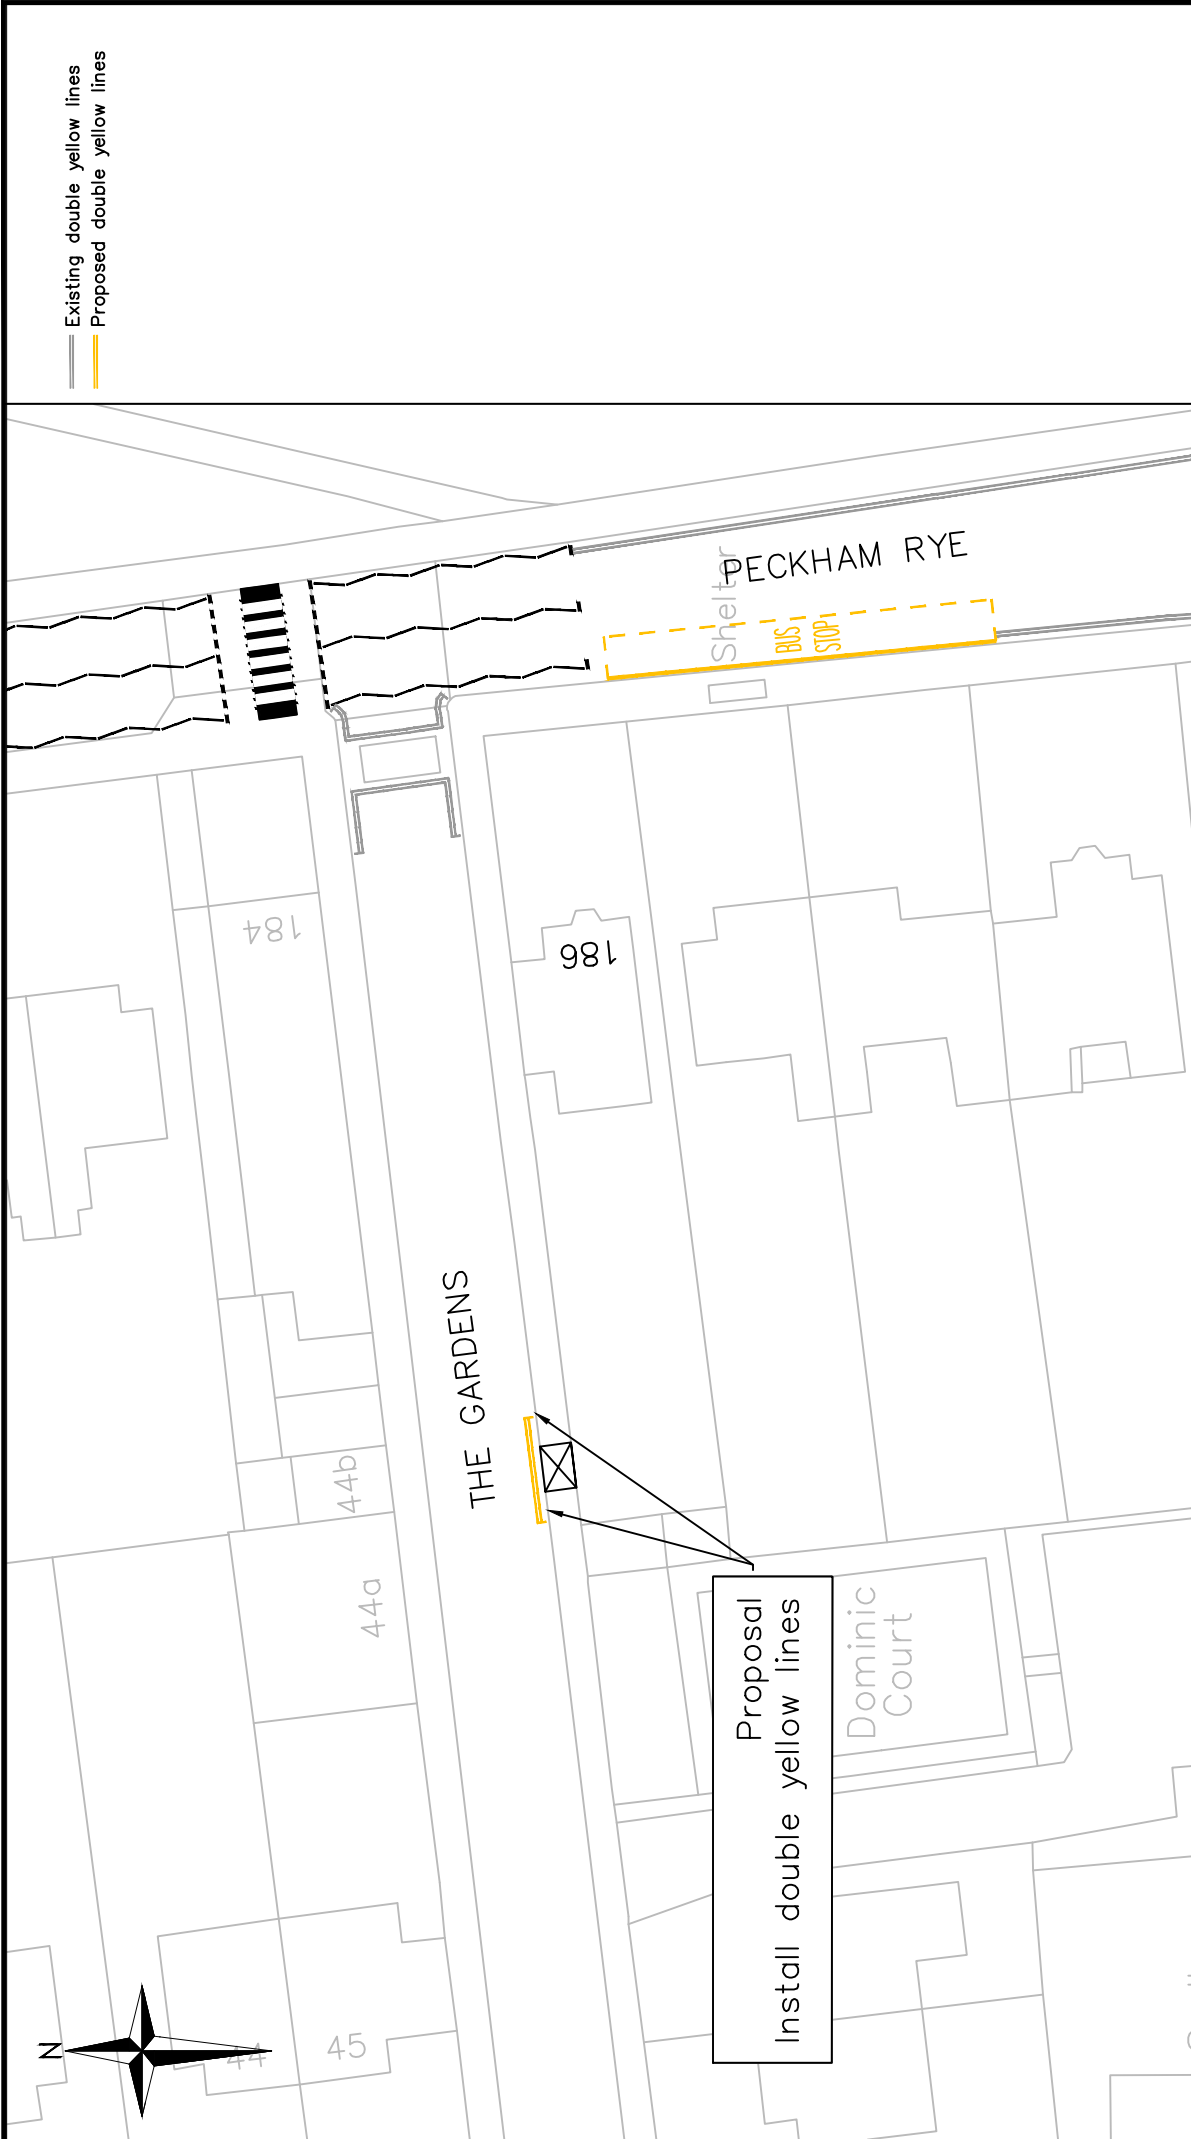 Existing double yellow lines
Proposed double yellow lines
PECKHAM RYE
Shelter
BUS
STOP
184
186
THE GARDENS
44b
44a
Proposal
Install double yellow lines
Dominic
Court
N
44
45